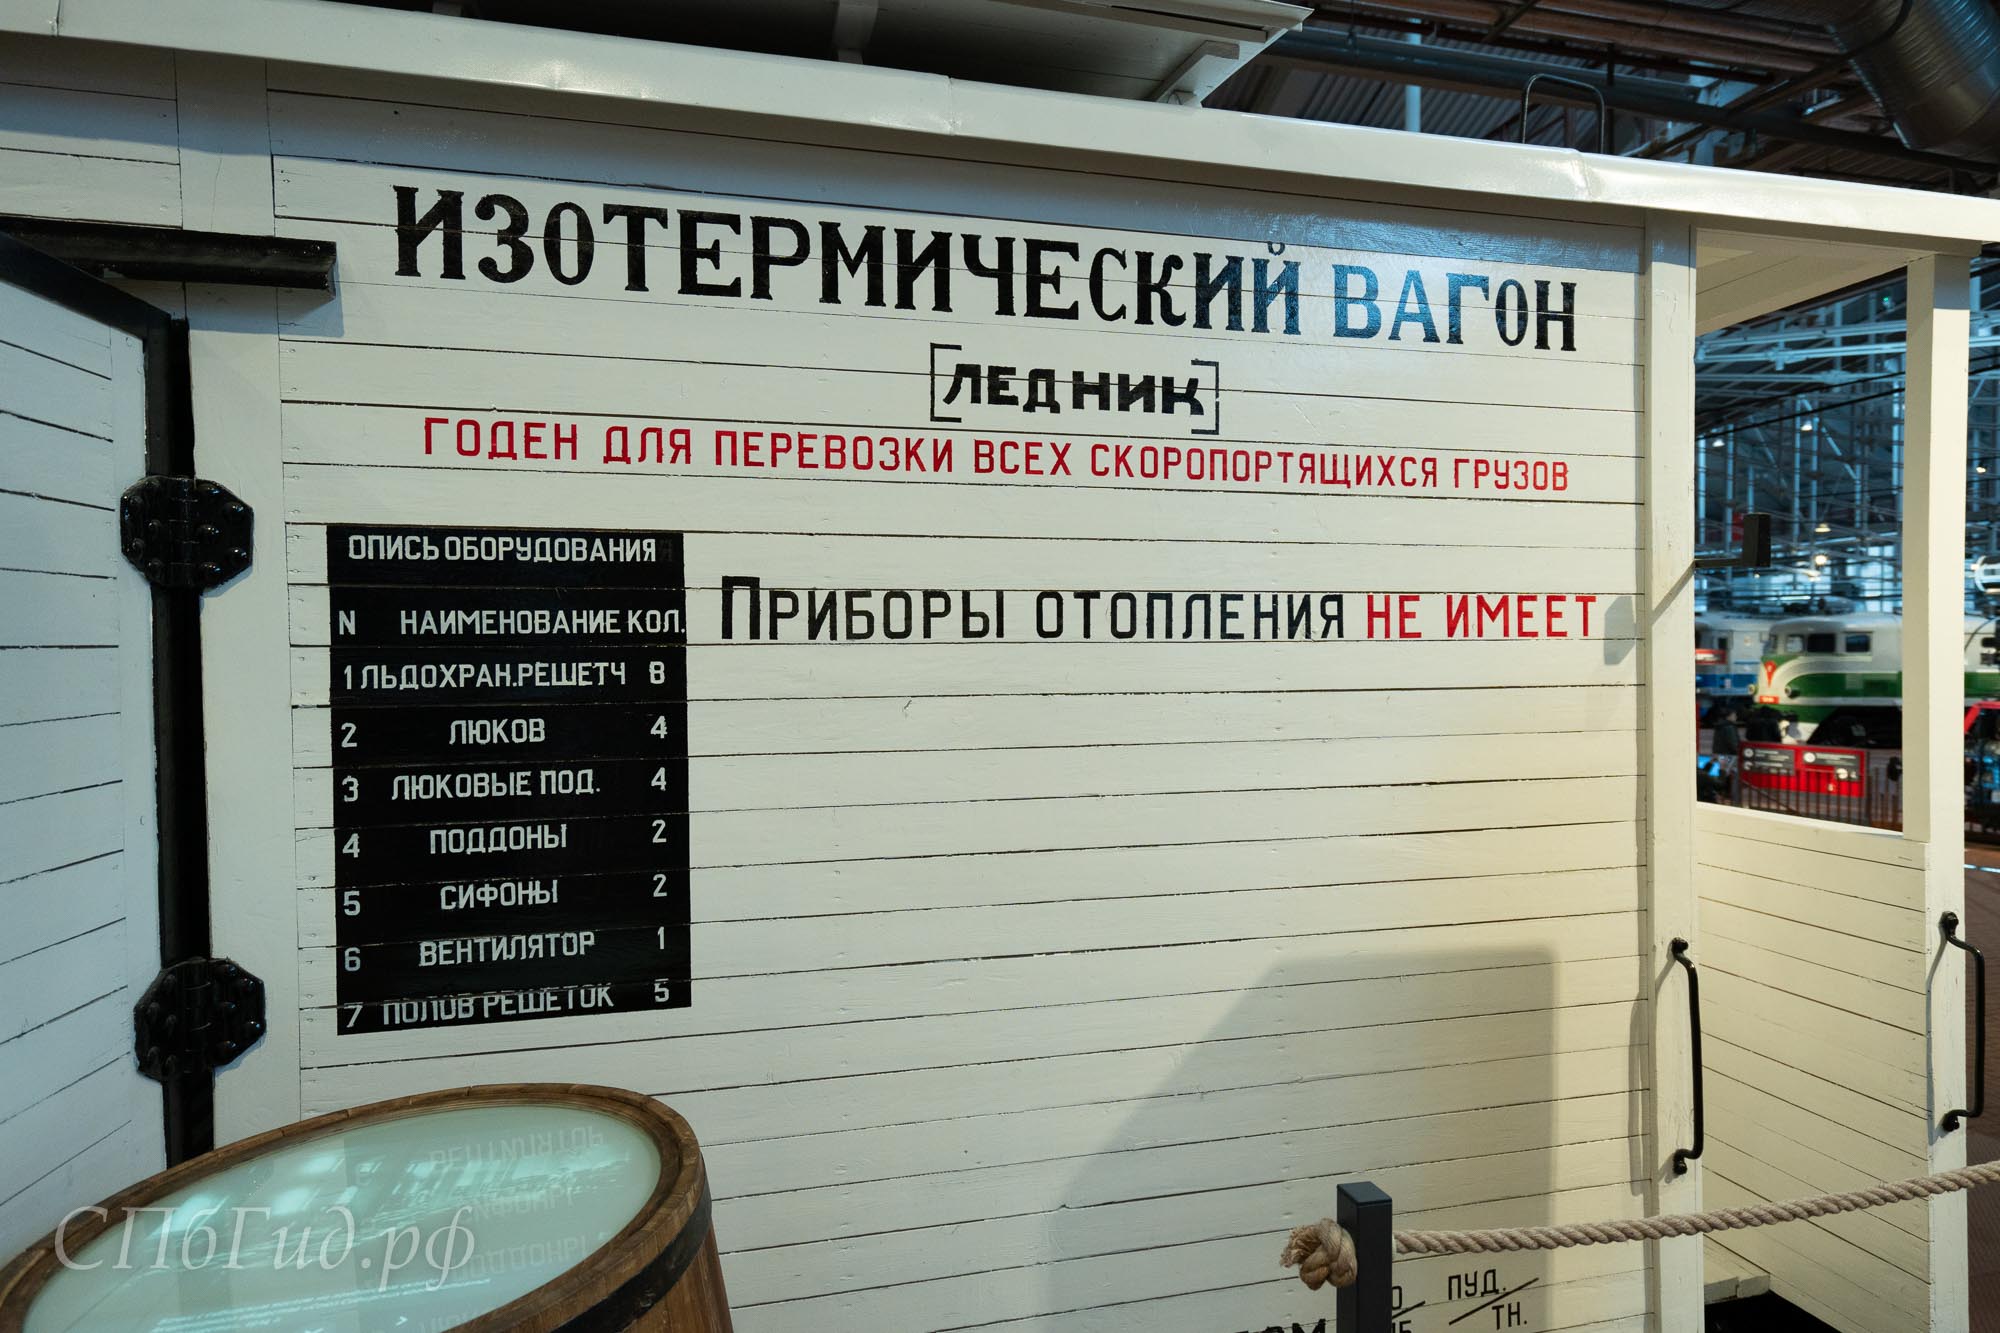 ИЗОТЕРМИЧЕСКИЙ ВАГОН
[ЛЕДНИК]
ГОДЕН ДЛЯ ПЕРЕВОЗКИ ВСЕХ СКОРОПОРТЯЩИХСЯ ГРУЗОВ
ОПИСЬ ОБОРУДОВАНИЯ
N НАИМЕНОВАНИЕ КОЛ.
1 ЛЬДОХРАН.РЕШЕТЧ 8
2 ЛЮКОВ 4
3 ЛЮКОВЫЕ ПОД. 4
4 ПОДДОНЫ 2
5 СИФОНЫ 2
6 ВЕНТИЛЯТОР 1
7 ПОЛОВ РЕШЕТОК 5
ПРИБОРЫ ОТОПЛЕНИЯ НЕ ИМЕЕТ
ПУД.
ТН.
СПбГид.рф